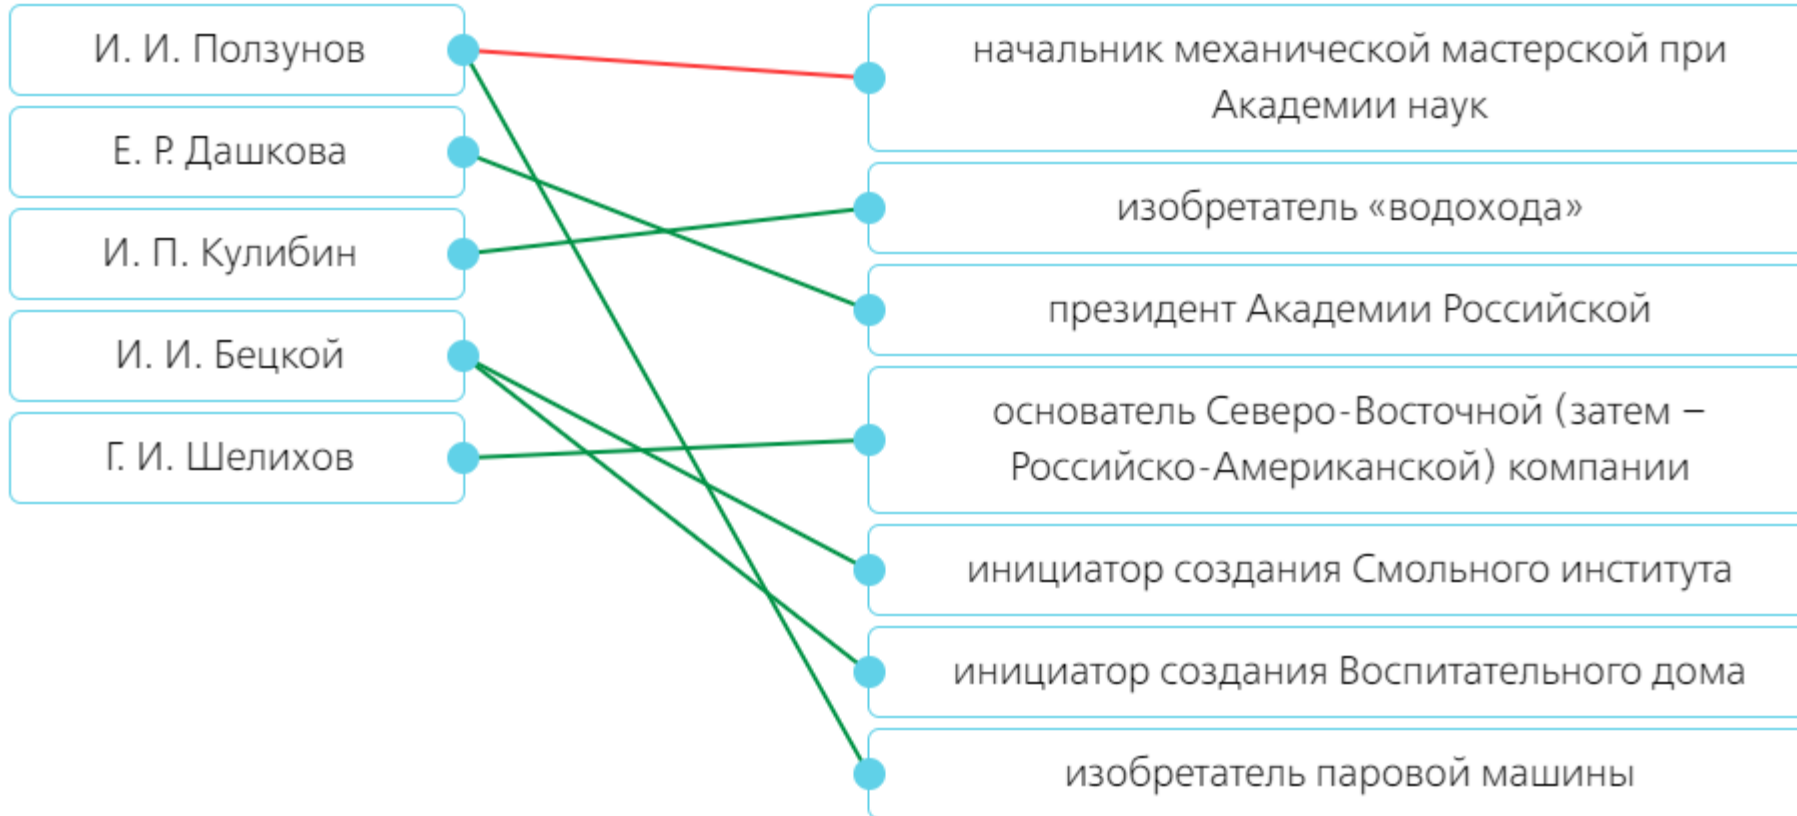 И. И. Ползунов
Е. Р. Дашкова
И. П. Кулибин
И. И. Бецкой
Г. И. Шелихов
начальник механической мастерской при
Академии наук
изобретатель «водохода»
президент Академии Российской
основатель Северо-Восточной (затем –
Российско-Американской) компании
инициатор создания Смольного института
инициатор создания Воспитательного дома
изобретатель паровой машины